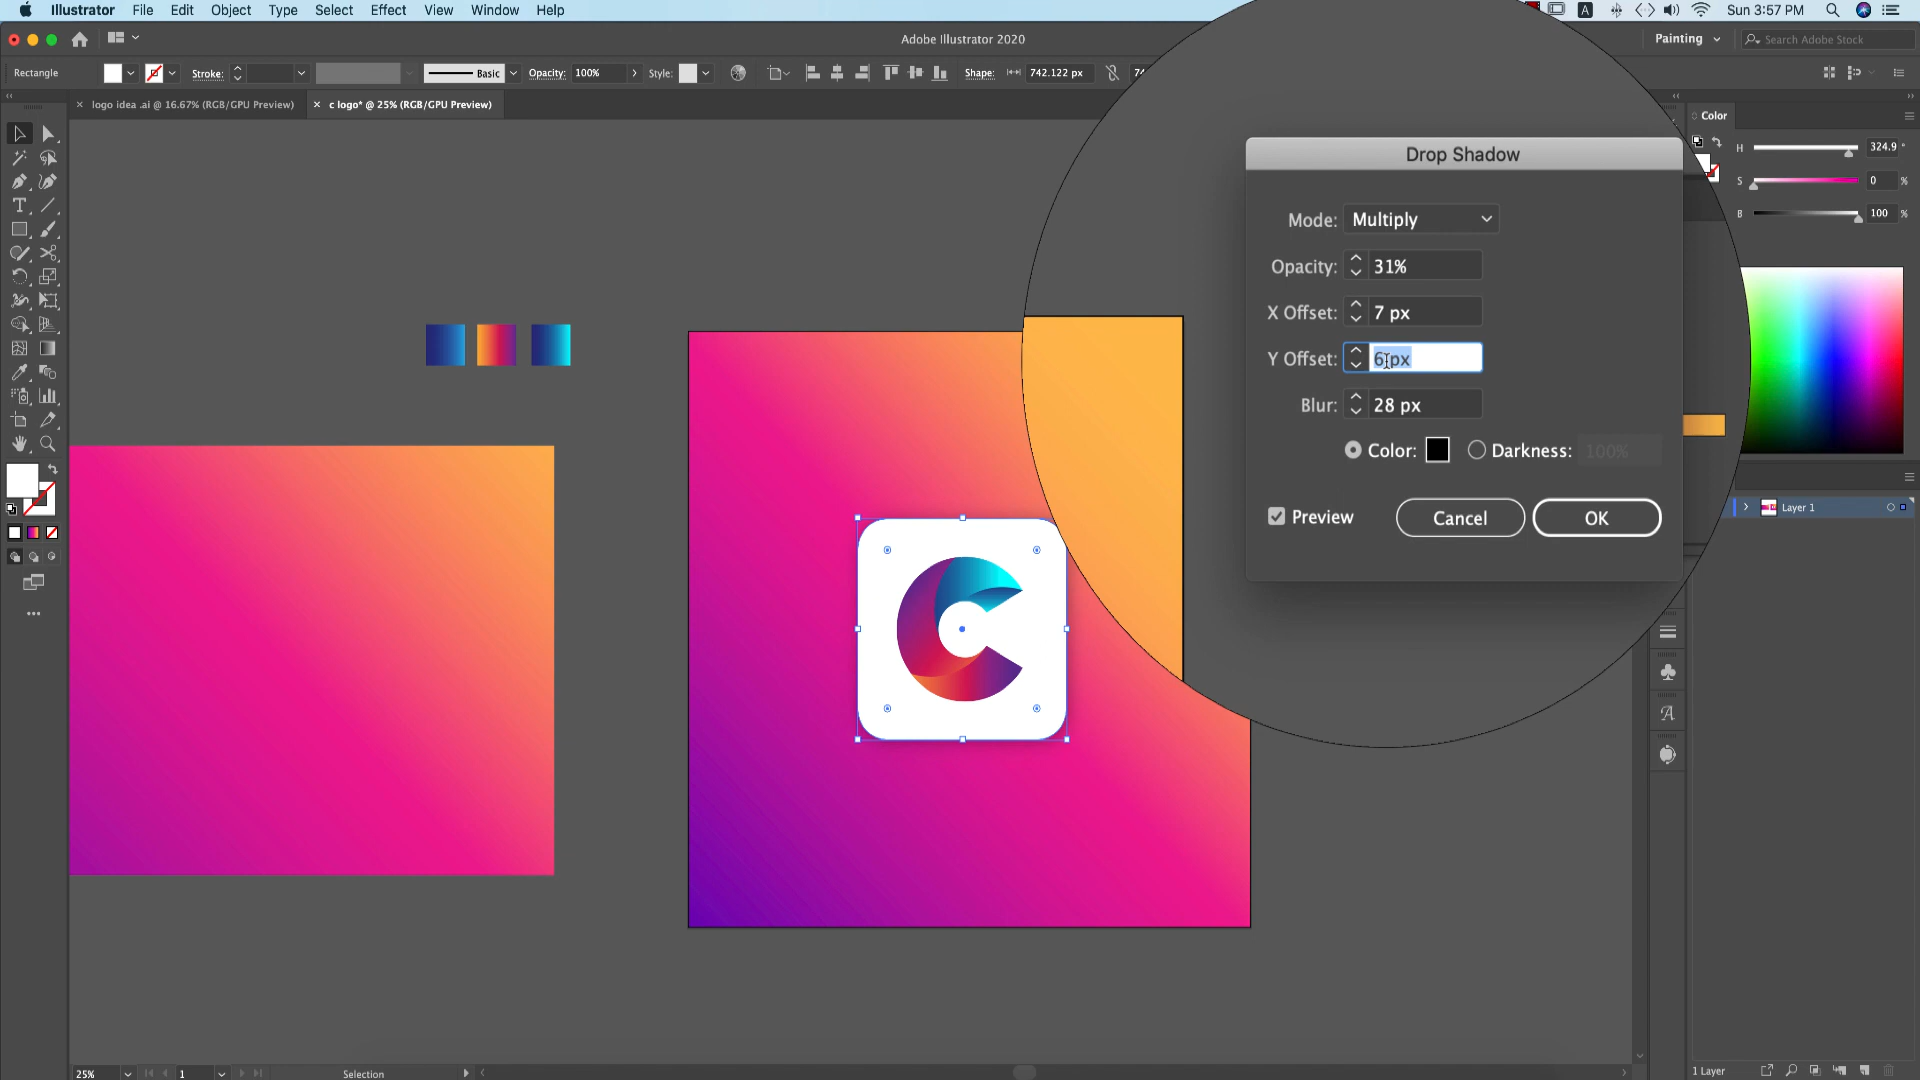 Illustrator File Edit Object Type Select Effect View Window Help
A Sun 3:57 PM
Adobe Illustrator 2020
Painting Search Adobe Stock
Rectangle Stroke: Basic Opacity: 100% Style: Shape: 742.122 px 74
× logo idea .ai @ 16.67% (RGB/GPU Preview) × c logo* @ 25% (RGB/GPU Preview)
Color
H 324.9 °
S 0 %
B 100 %
Drop Shadow
Mode: Multiply
Opacity: 31%
X Offset: 7 px
Y Offset: 6 px
Blur: 28 px
Color: Darkness: 100%
Preview Cancel OK
Layer 1
25% 1 Selection
1 Layer